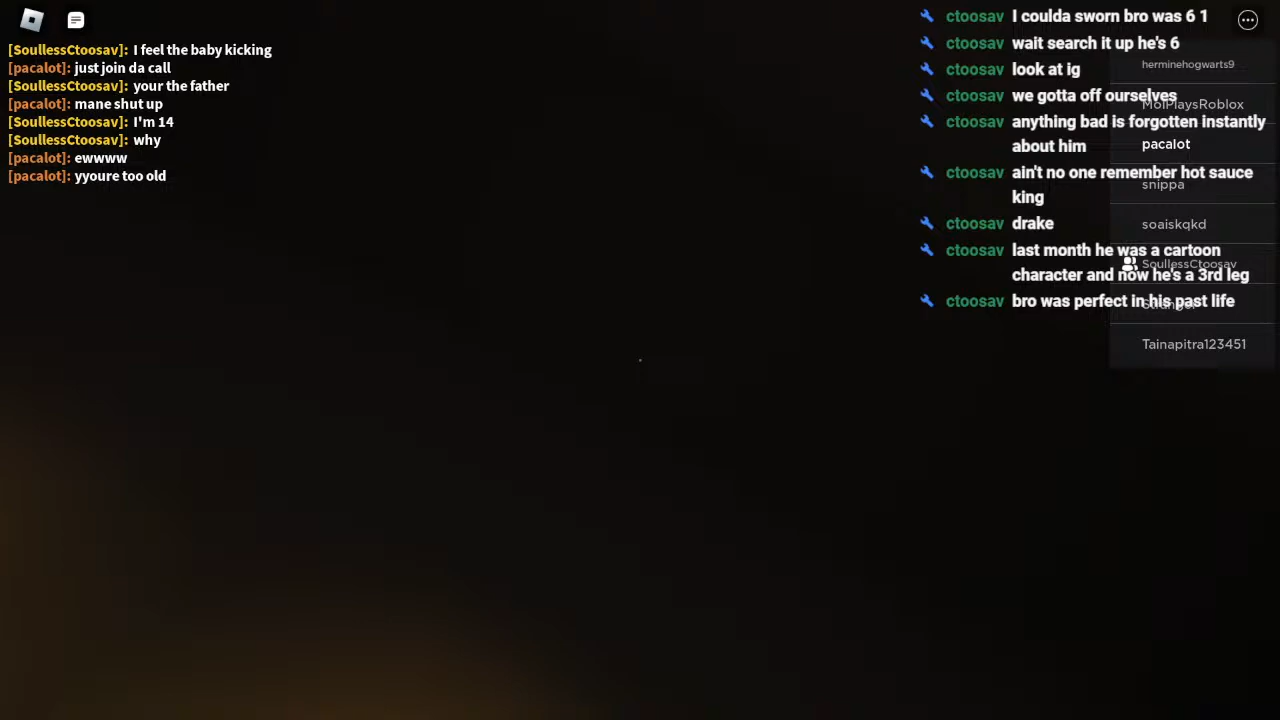 [SoullessCtoosav]: I feel the baby kicking
[pacalot]: just join da call
[SoullessCtoosav]: your the father
[pacalot]: mane shut up
[SoullessCtoosav]: I'm 14
[SoullessCtoosav]: why
[pacalot]: ewwww
[pacalot]: yyoure too old
ctoosav I coulda sworn bro was 6 1
ctoosav wait search it up he's 6
ctoosav look at ig
ctoosav we gotta off ourselves
ctoosav anything bad is forgotten instantly
about him
ctoosav ain't no one remember hot sauce
king
ctoosav drake
ctoosav last month he was a cartoon
character and now he's a 3rd leg
ctoosav bro was perfect in his past life
herminehogwarts9
MolPlaysRoblox
pacalot
snippa
soaiskqkd
SoullessCtoosav
Tainapitra123451